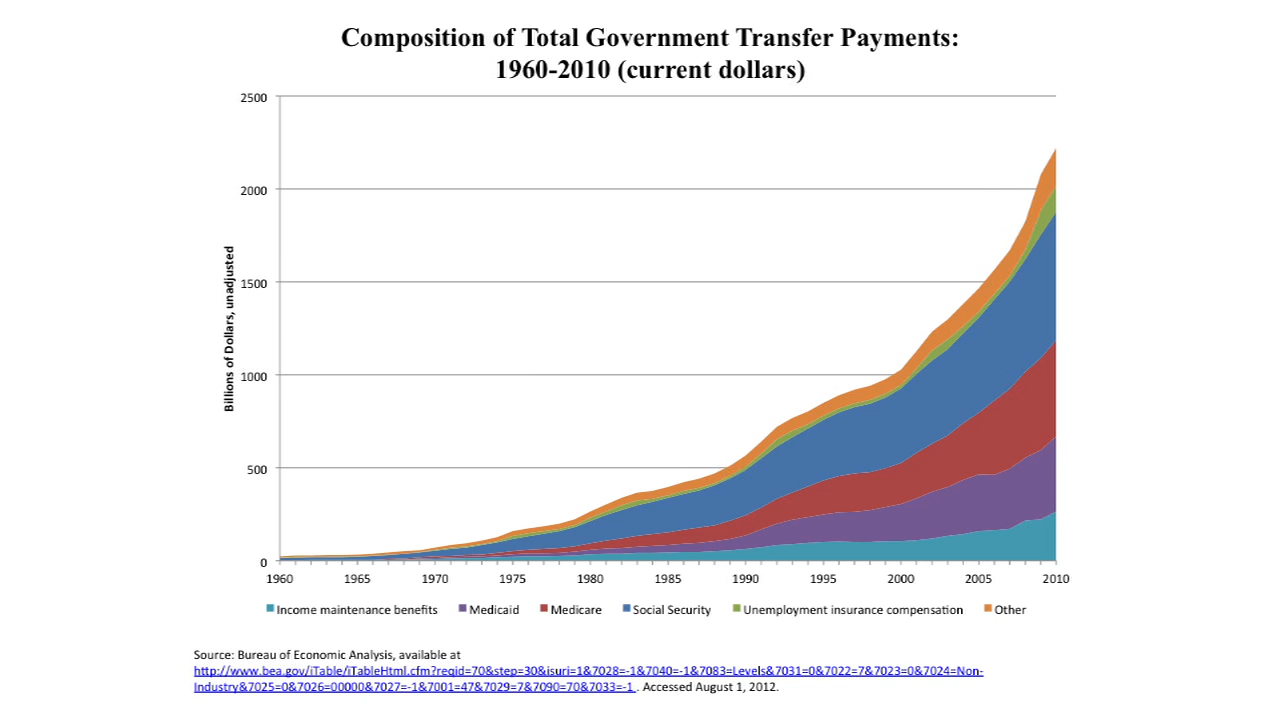 Composition of Total Government Transfer Payments:
1960-2010 (current dollars)
Billions of Dollars, unadjusted
2500
2000
1500
1000
500
0
1960 1965 1970 1975 1980 1985 1990 1995 2000 2005 2010
Income maintenance benefits Medicaid Medicare Social Security Unemployment insurance compensation Other
Source: Bureau of Economic Analysis, available at
http://www.bea.gov/iTable/iTableHtml.cfm?reqid=70&step=30&isuri=1&7028=-1&7040=-1&7083=Levels&7031=0&7022=7&7023=0&7024=Non-
Industry&7025=0&7026=00000&7027=-1&7001=47&7029=7&7090=70&7033=-1 . Accessed August 1, 2012.